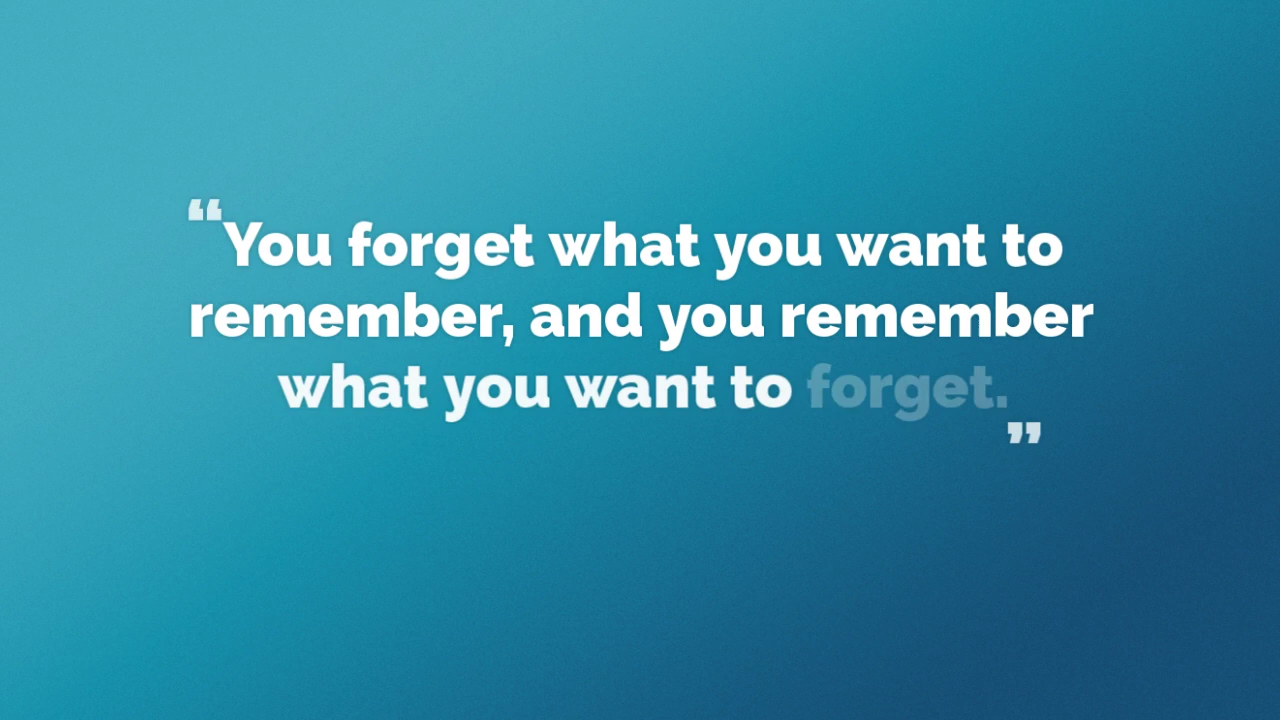 “You forget what you want to
remember, and you remember
what you want to forget.”